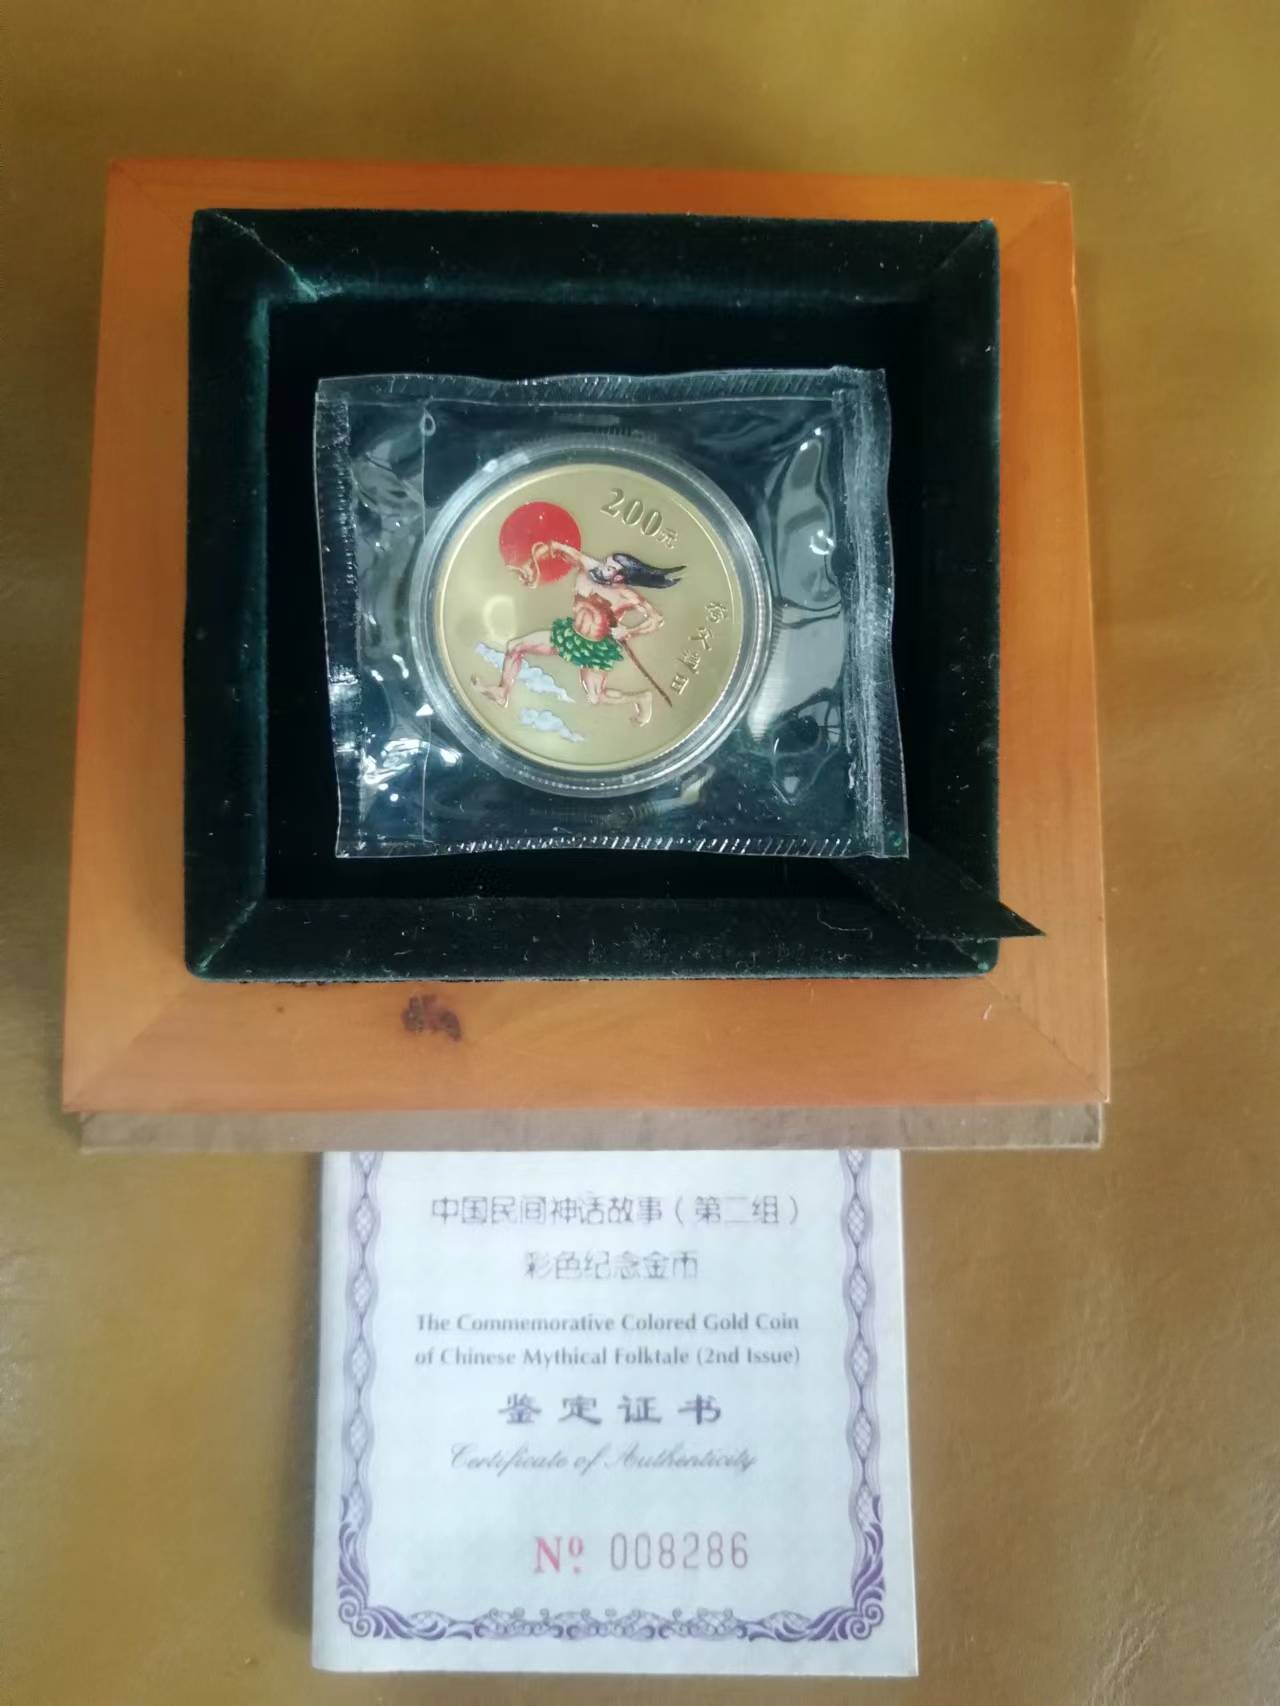 200元
夸父追日
中国民间神话故事（第二组）
彩色纪念金币
The Commemorative Colored Gold Coin
of Chinese Mythical Folktale (2nd Issue)
鉴定证书
Certificate of Authenticity
Nº 008286